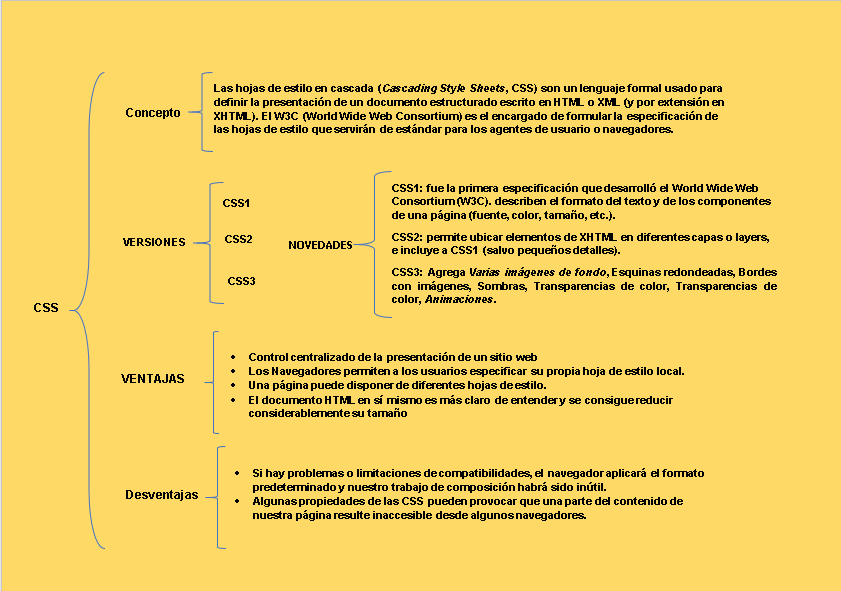 Las hojas de estilo en cascada (Cascading Style Sheets, CSS) son un lenguaje formal usado para
definir la presentación de un documento estructurado escrito en HTML o XML (y por extensión en
XHTML). El W3C (World Wide Web Consortium) es el encargado de formular la especificación de
las hojas de estilo que servirán de estándar para los agentes de usuario o navegadores.
Concepto
CSS1: fue la primera especificación que desarrolló el World Wide Web
Consortium (W3C). describen el formato del texto y de los componentes
de una página (fuente, color, tamaño, etc.).
CSS1
VERSIONES
CSS2
NOVEDADES
CSS2: permite ubicar elementos de XHTML en diferentes capas o layers,
e incluye a CSS1 (salvo pequeños detalles).
CSS3
CSS3: Agrega Varias imágenes de fondo, Esquinas redondeadas, Bordes
con imágenes, Sombras, Transparencias de color, Transparencias de
color, Animaciones.
CSS
VENTAJAS
• Control centralizado de la presentación de un sitio web
• Los Navegadores permiten a los usuarios especificar su propia hoja de estilo local.
• Una página puede disponer de diferentes hojas de estilo.
• El documento HTML en sí mismo es más claro de entender y se consigue reducir
considerablemente su tamaño
Desventajas
• Si hay problemas o limitaciones de compatibilidades, el navegador aplicará el formato
predeterminado y nuestro trabajo de composición habrá sido inútil.
• Algunas propiedades de las CSS pueden provocar que una parte del contenido de
nuestra página resulte inaccesible desde algunos navegadores.